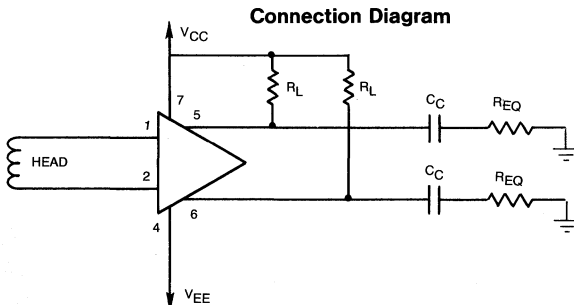 Connection Diagram
VCC
RL
RL
7
5
CC
REQ
1
HEAD
2
CC
REQ
6
4
VEE